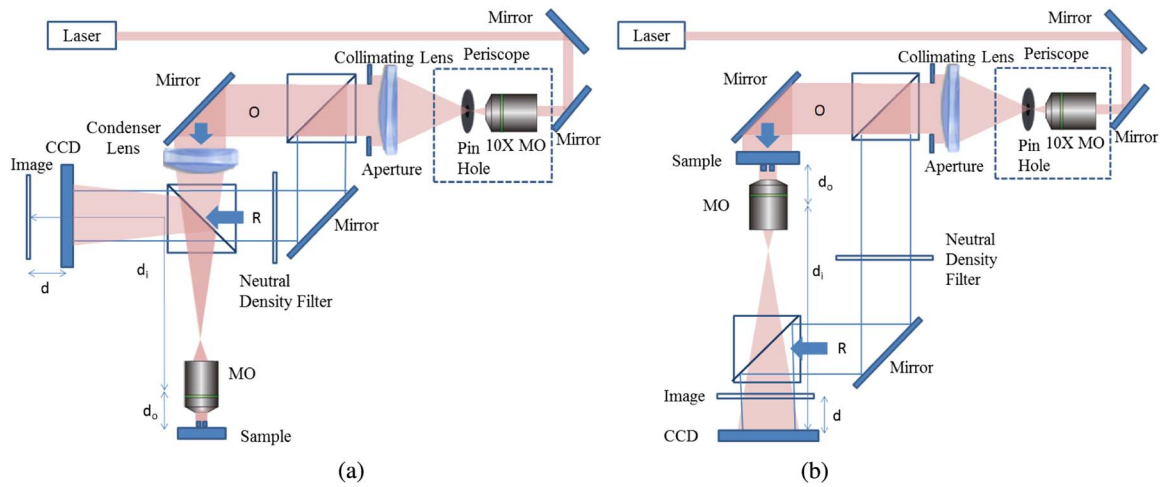 Laser
Mirror
Collimating Lens
Periscope
Mirror
O
Condenser
Lens
Pin
Hole
10X MO
Mirror
Aperture
Image
CCD
R
Mirror
d
di
Neutral
Density Filter
MO
do
Sample
(a)
Laser
Mirror
Collimating Lens
Periscope
Mirror
O
Sample
Pin
Hole
10X MO
Mirror
Aperture
do
MO
di
Neutral
Density
Filter
R
Mirror
Image
d
CCD
(b)